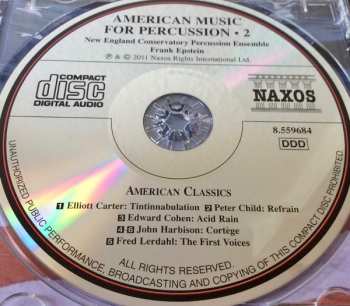 AMERICAN MUSIC
FOR PERCUSSION • 2
New England Conservatory Percussion Ensemble
Frank Epstein
℗ & © 2011 Naxos Rights International Ltd.
COMPACT
disc
DIGITAL AUDIO
NAXOS
8.559684
DDD
AMERICAN CLASSICS
1 Elliott Carter: Tintinnabulation 2 Peter Child: Refrain
3 Edward Cohen: Acid Rain
4-6 John Harbison: Cortège
5 Fred Lerdahl: The First Voices
ALL RIGHTS RESERVED.
UNAUTHORIZED PUBLIC PERFORMANCE, BROADCASTING AND COPYING OF THIS COMPACT DISC PROHIBITED.